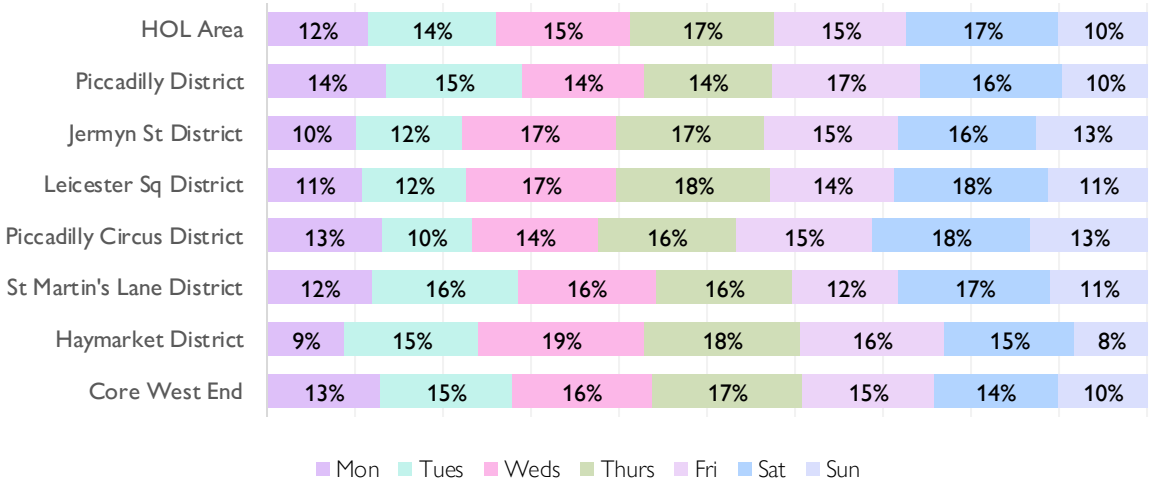 HOL Area 12% 14% 15% 17% 15% 17% 10%
Piccadilly District 14% 15% 14% 14% 17% 16% 10%
Jermyn St District 10% 12% 17% 17% 15% 16% 13%
Leicester Sq District 11% 12% 17% 18% 14% 18% 11%
Piccadilly Circus District 13% 10% 14% 16% 15% 18% 13%
St Martin's Lane District 12% 16% 16% 16% 12% 17% 11%
Haymarket District 9% 15% 19% 18% 16% 15% 8%
Core West End 13% 15% 16% 17% 15% 14% 10%
Mon Tues Weds Thurs Fri Sat Sun